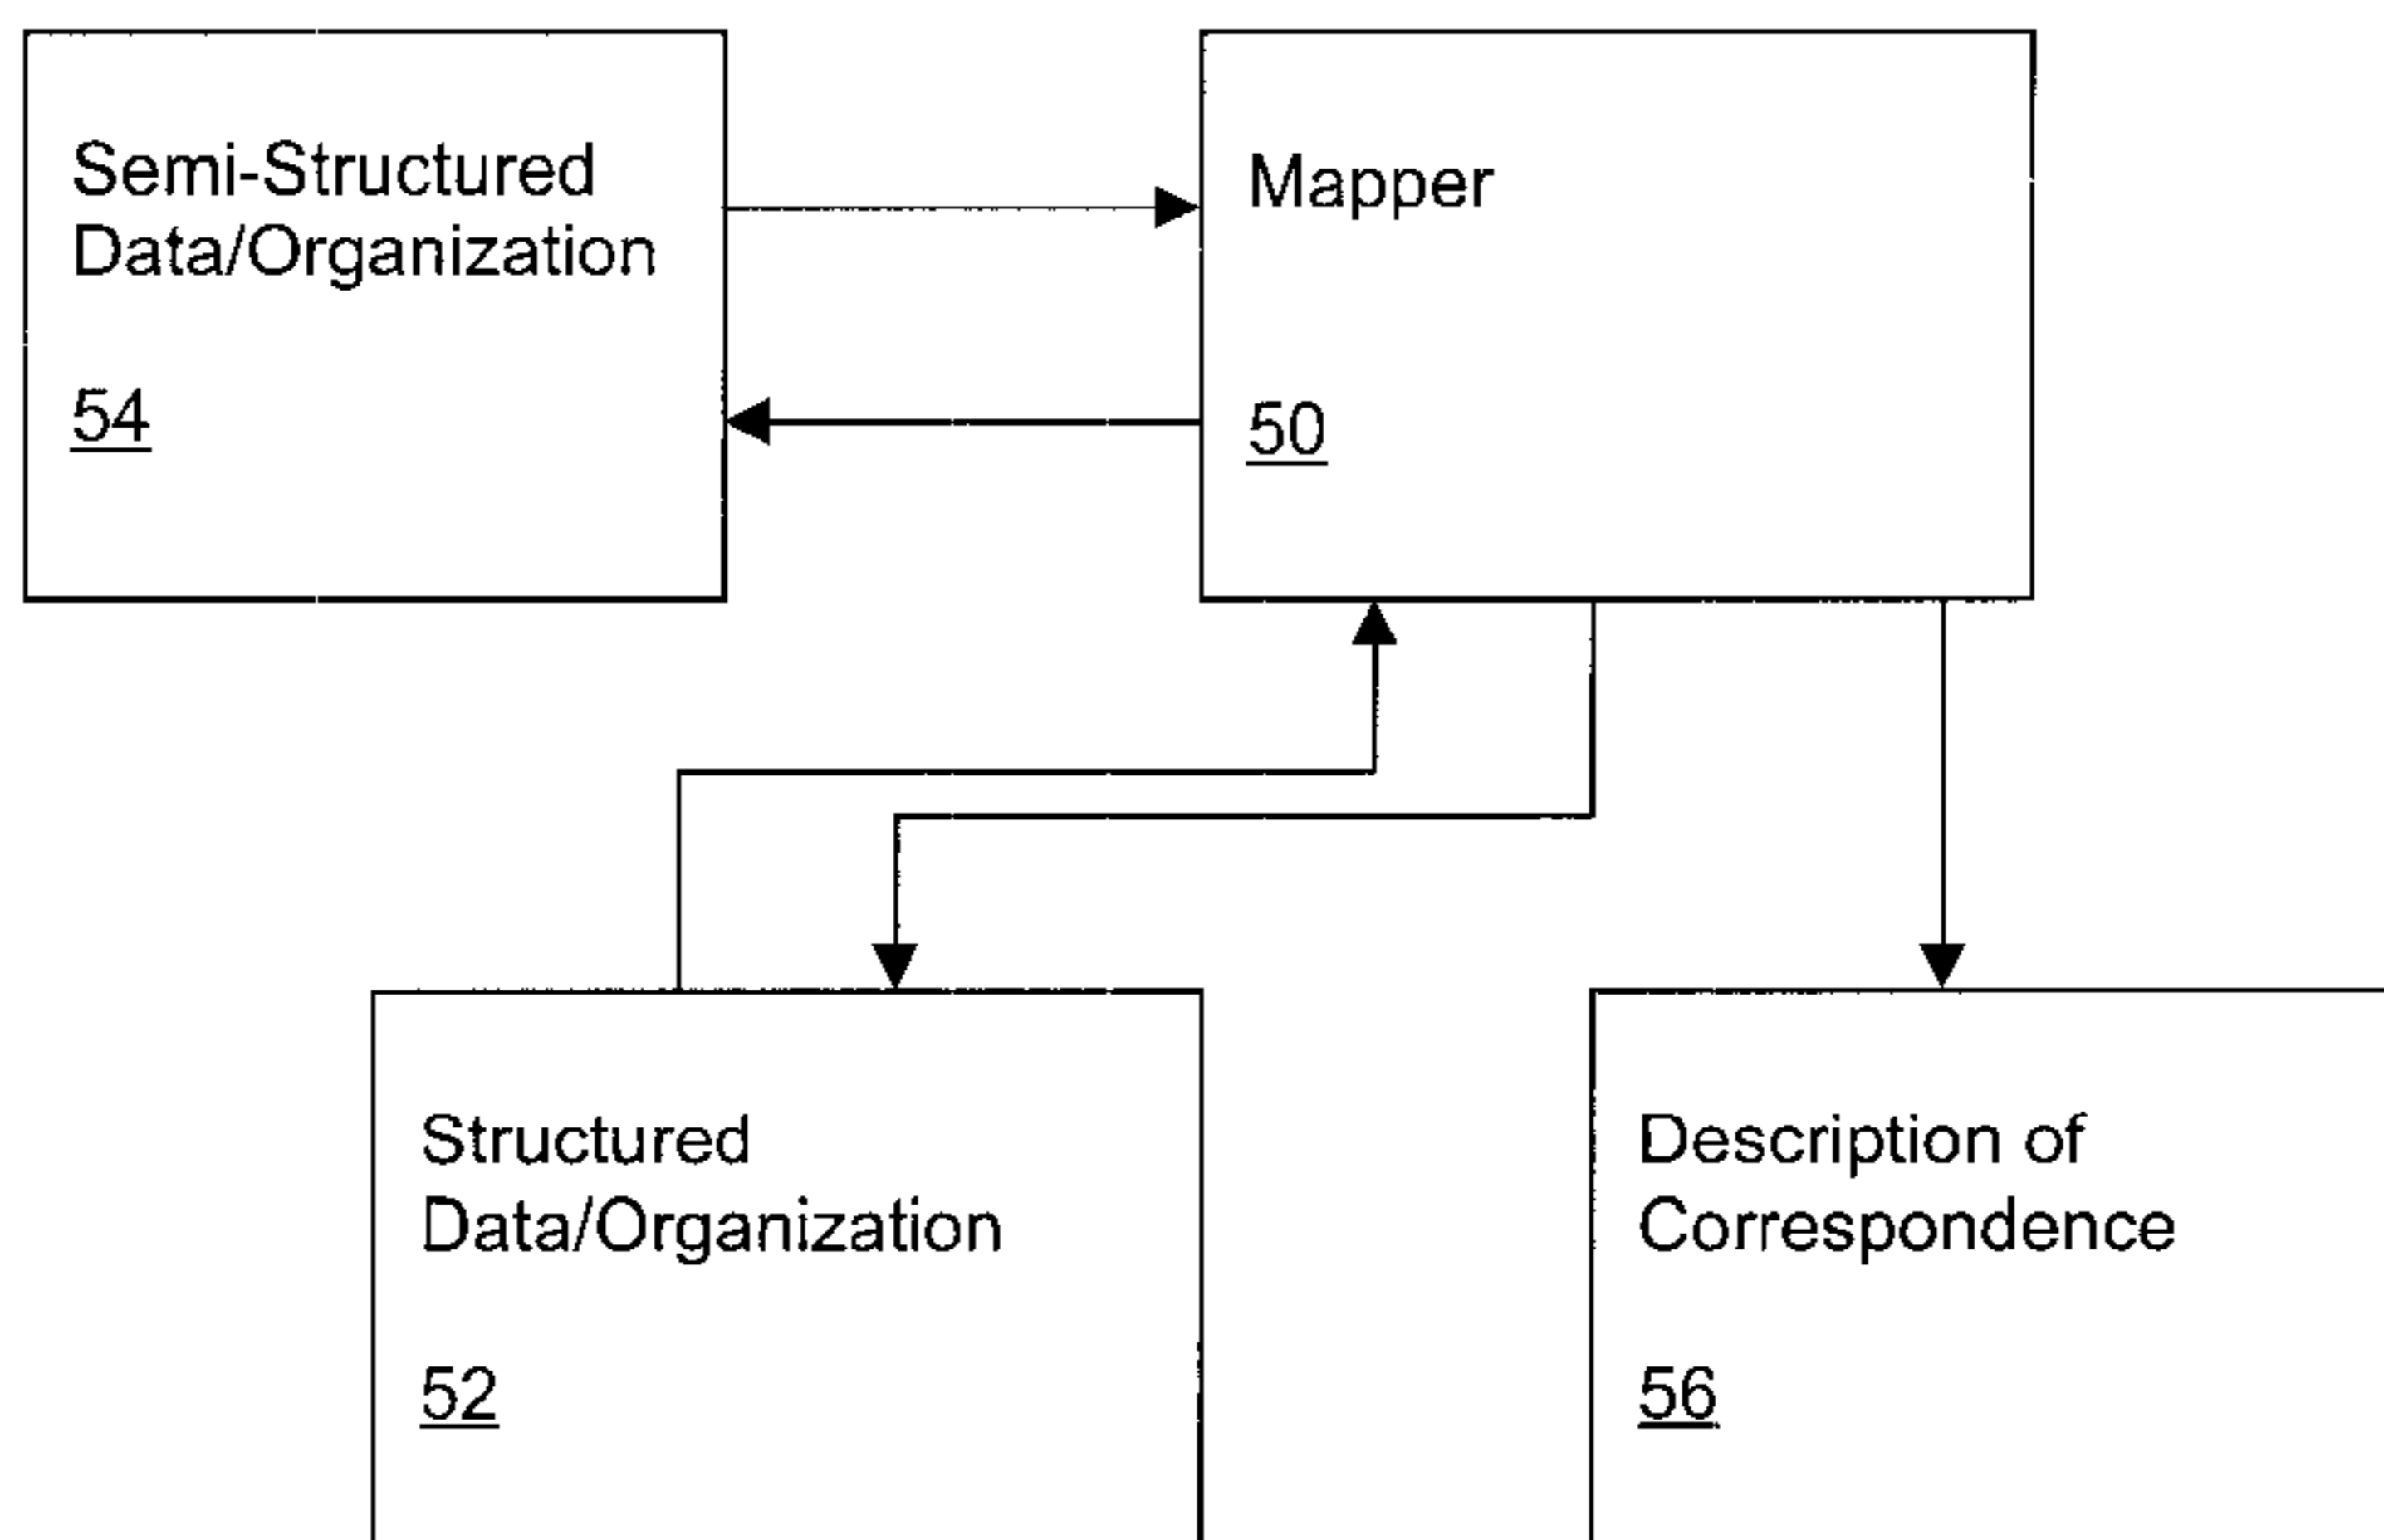 Semi-Structured
Data/Organization
54
Mapper
50
Structured
Data/Organization
52
Description of
Correspondence
56